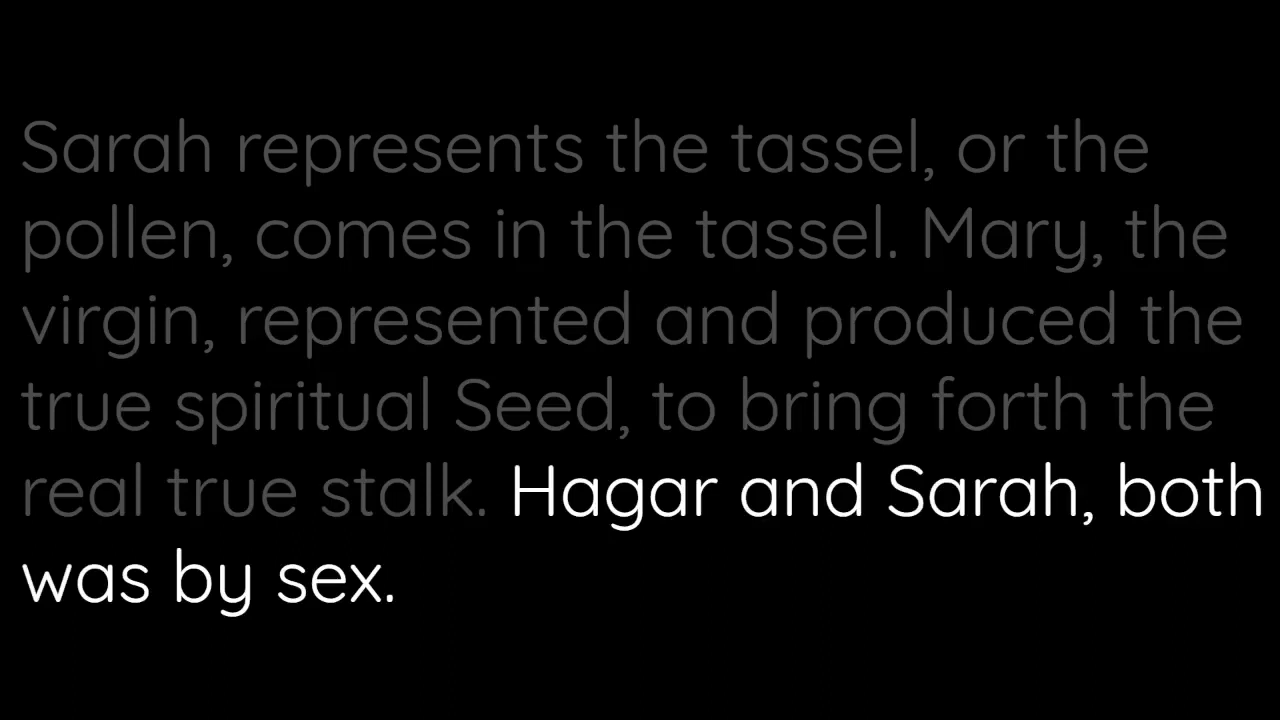 Sarah represents the tassel, or the
pollen, comes in the tassel. Mary, the
virgin, represented and produced the
true spiritual Seed, to bring forth the
real true stalk. Hagar and Sarah, both
was by sex.